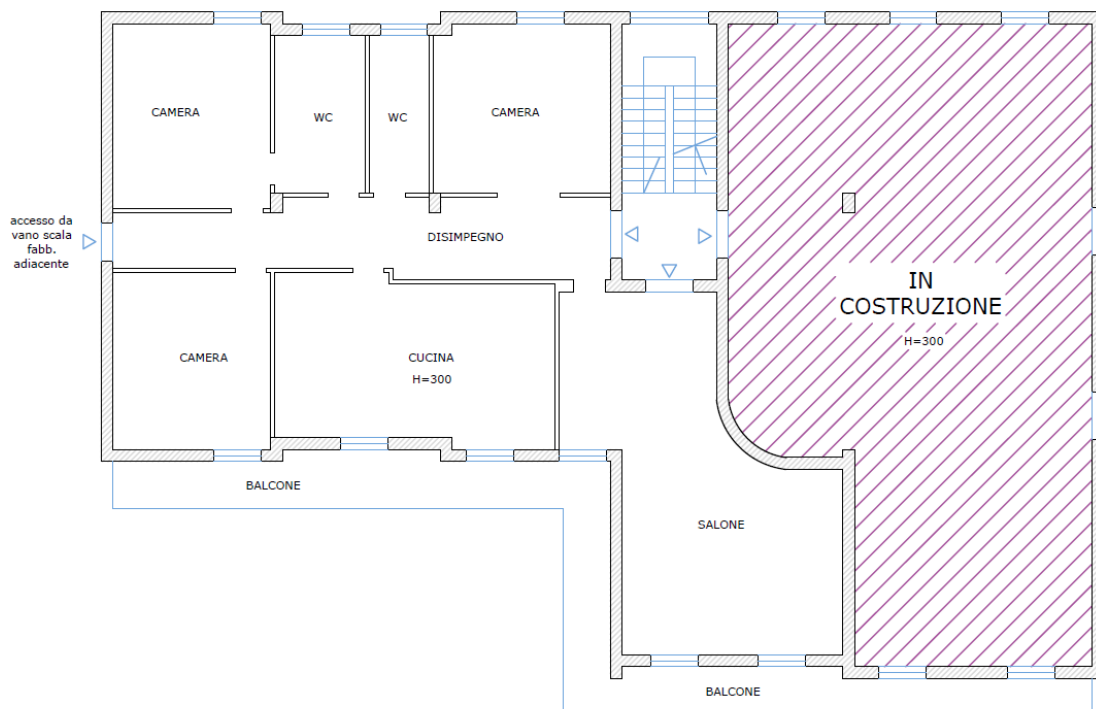 CAMERA
WC
WC
CAMERA
accesso da
vano scala
fabb.
adiacente
DISIMPEGNO
IN
COSTRUZIONE
H=300
CAMERA
CUCINA
H=300
BALCONE
SALONE
BALCONE